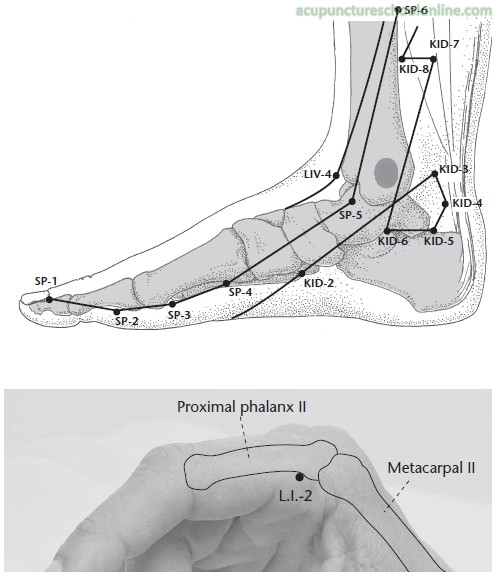 acupunctureschoolonline.com
SP-6
KID-7
KID-8
LIV-4
KID-3
KID-4
SP-5
KID-6
KID-5
SP-1
SP-4
KID-2
SP-3
SP-2
Proximal phalanx II
Metacarpal II
L.I.-2